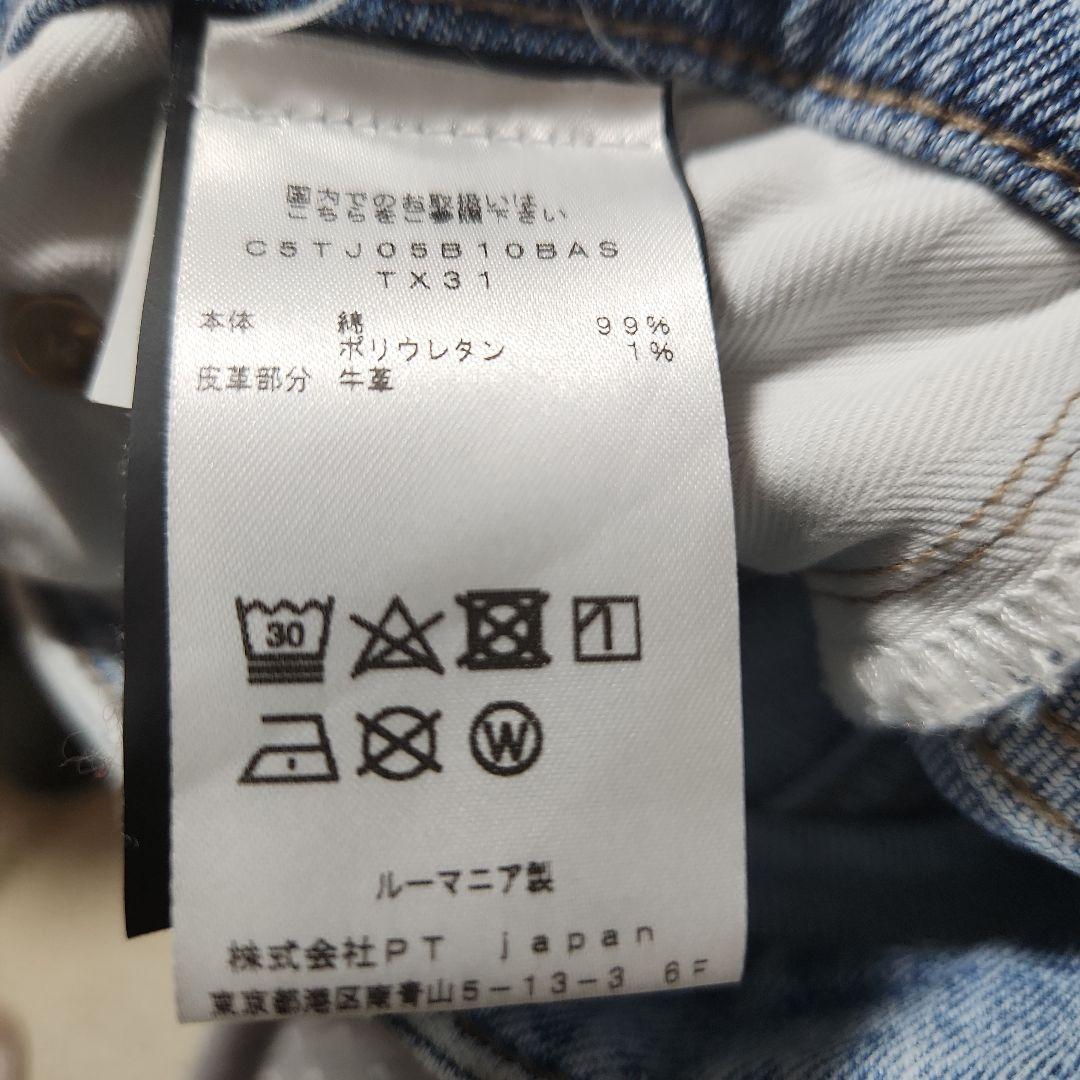 国内でのお取扱いは
こちらをご参照下さい
C5TJ05B10BAS
TX31
本体 綿 99%
ポリウレタン 1%
皮革部分 牛革
30
W
ルーマニア製
株式会社PT japan
東京都港区南青山5-13-3 6F